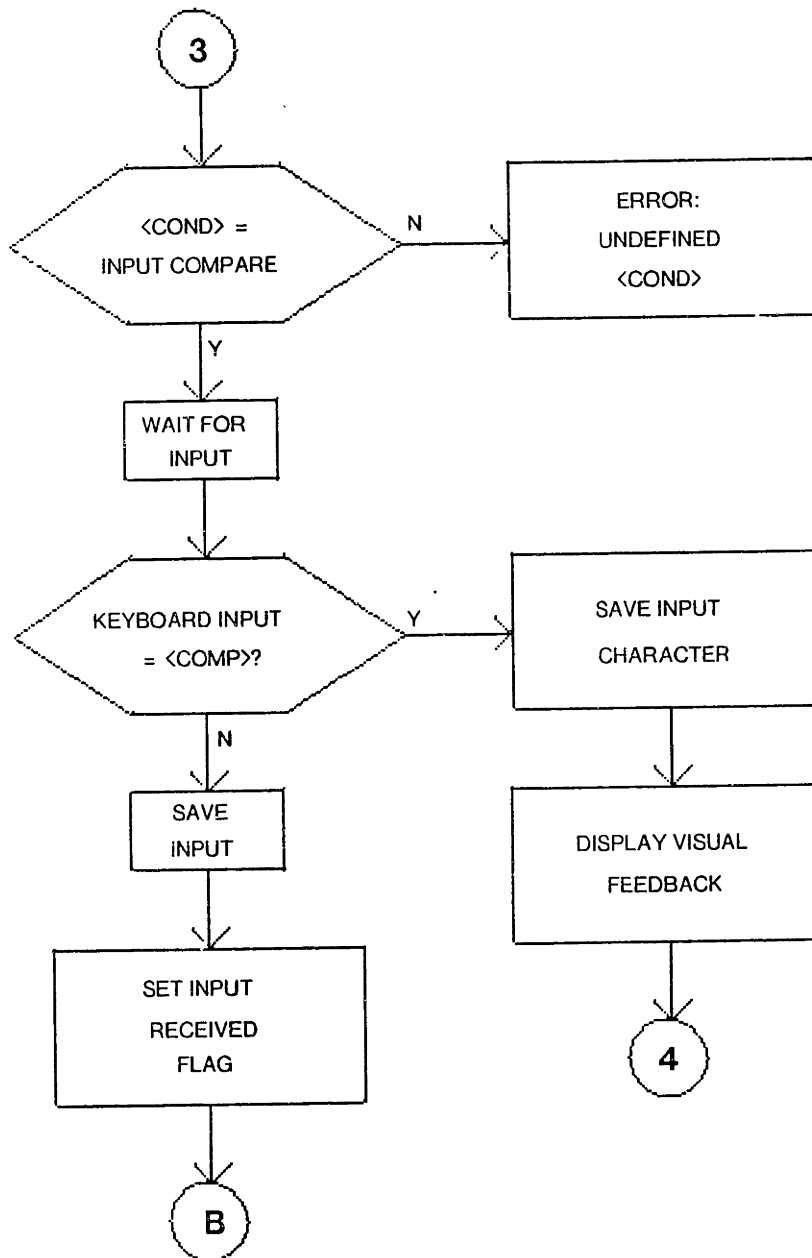 3
<COND> =
INPUT COMPARE
N
ERROR:
UNDEFINED
<COND>
Y
WAIT FOR
INPUT
KEYBOARD INPUT
= <COMP>?
Y
SAVE INPUT
CHARACTER
N
SAVE
INPUT
DISPLAY VISUAL
FEEDBACK
SET INPUT
RECEIVED
FLAG
4
B